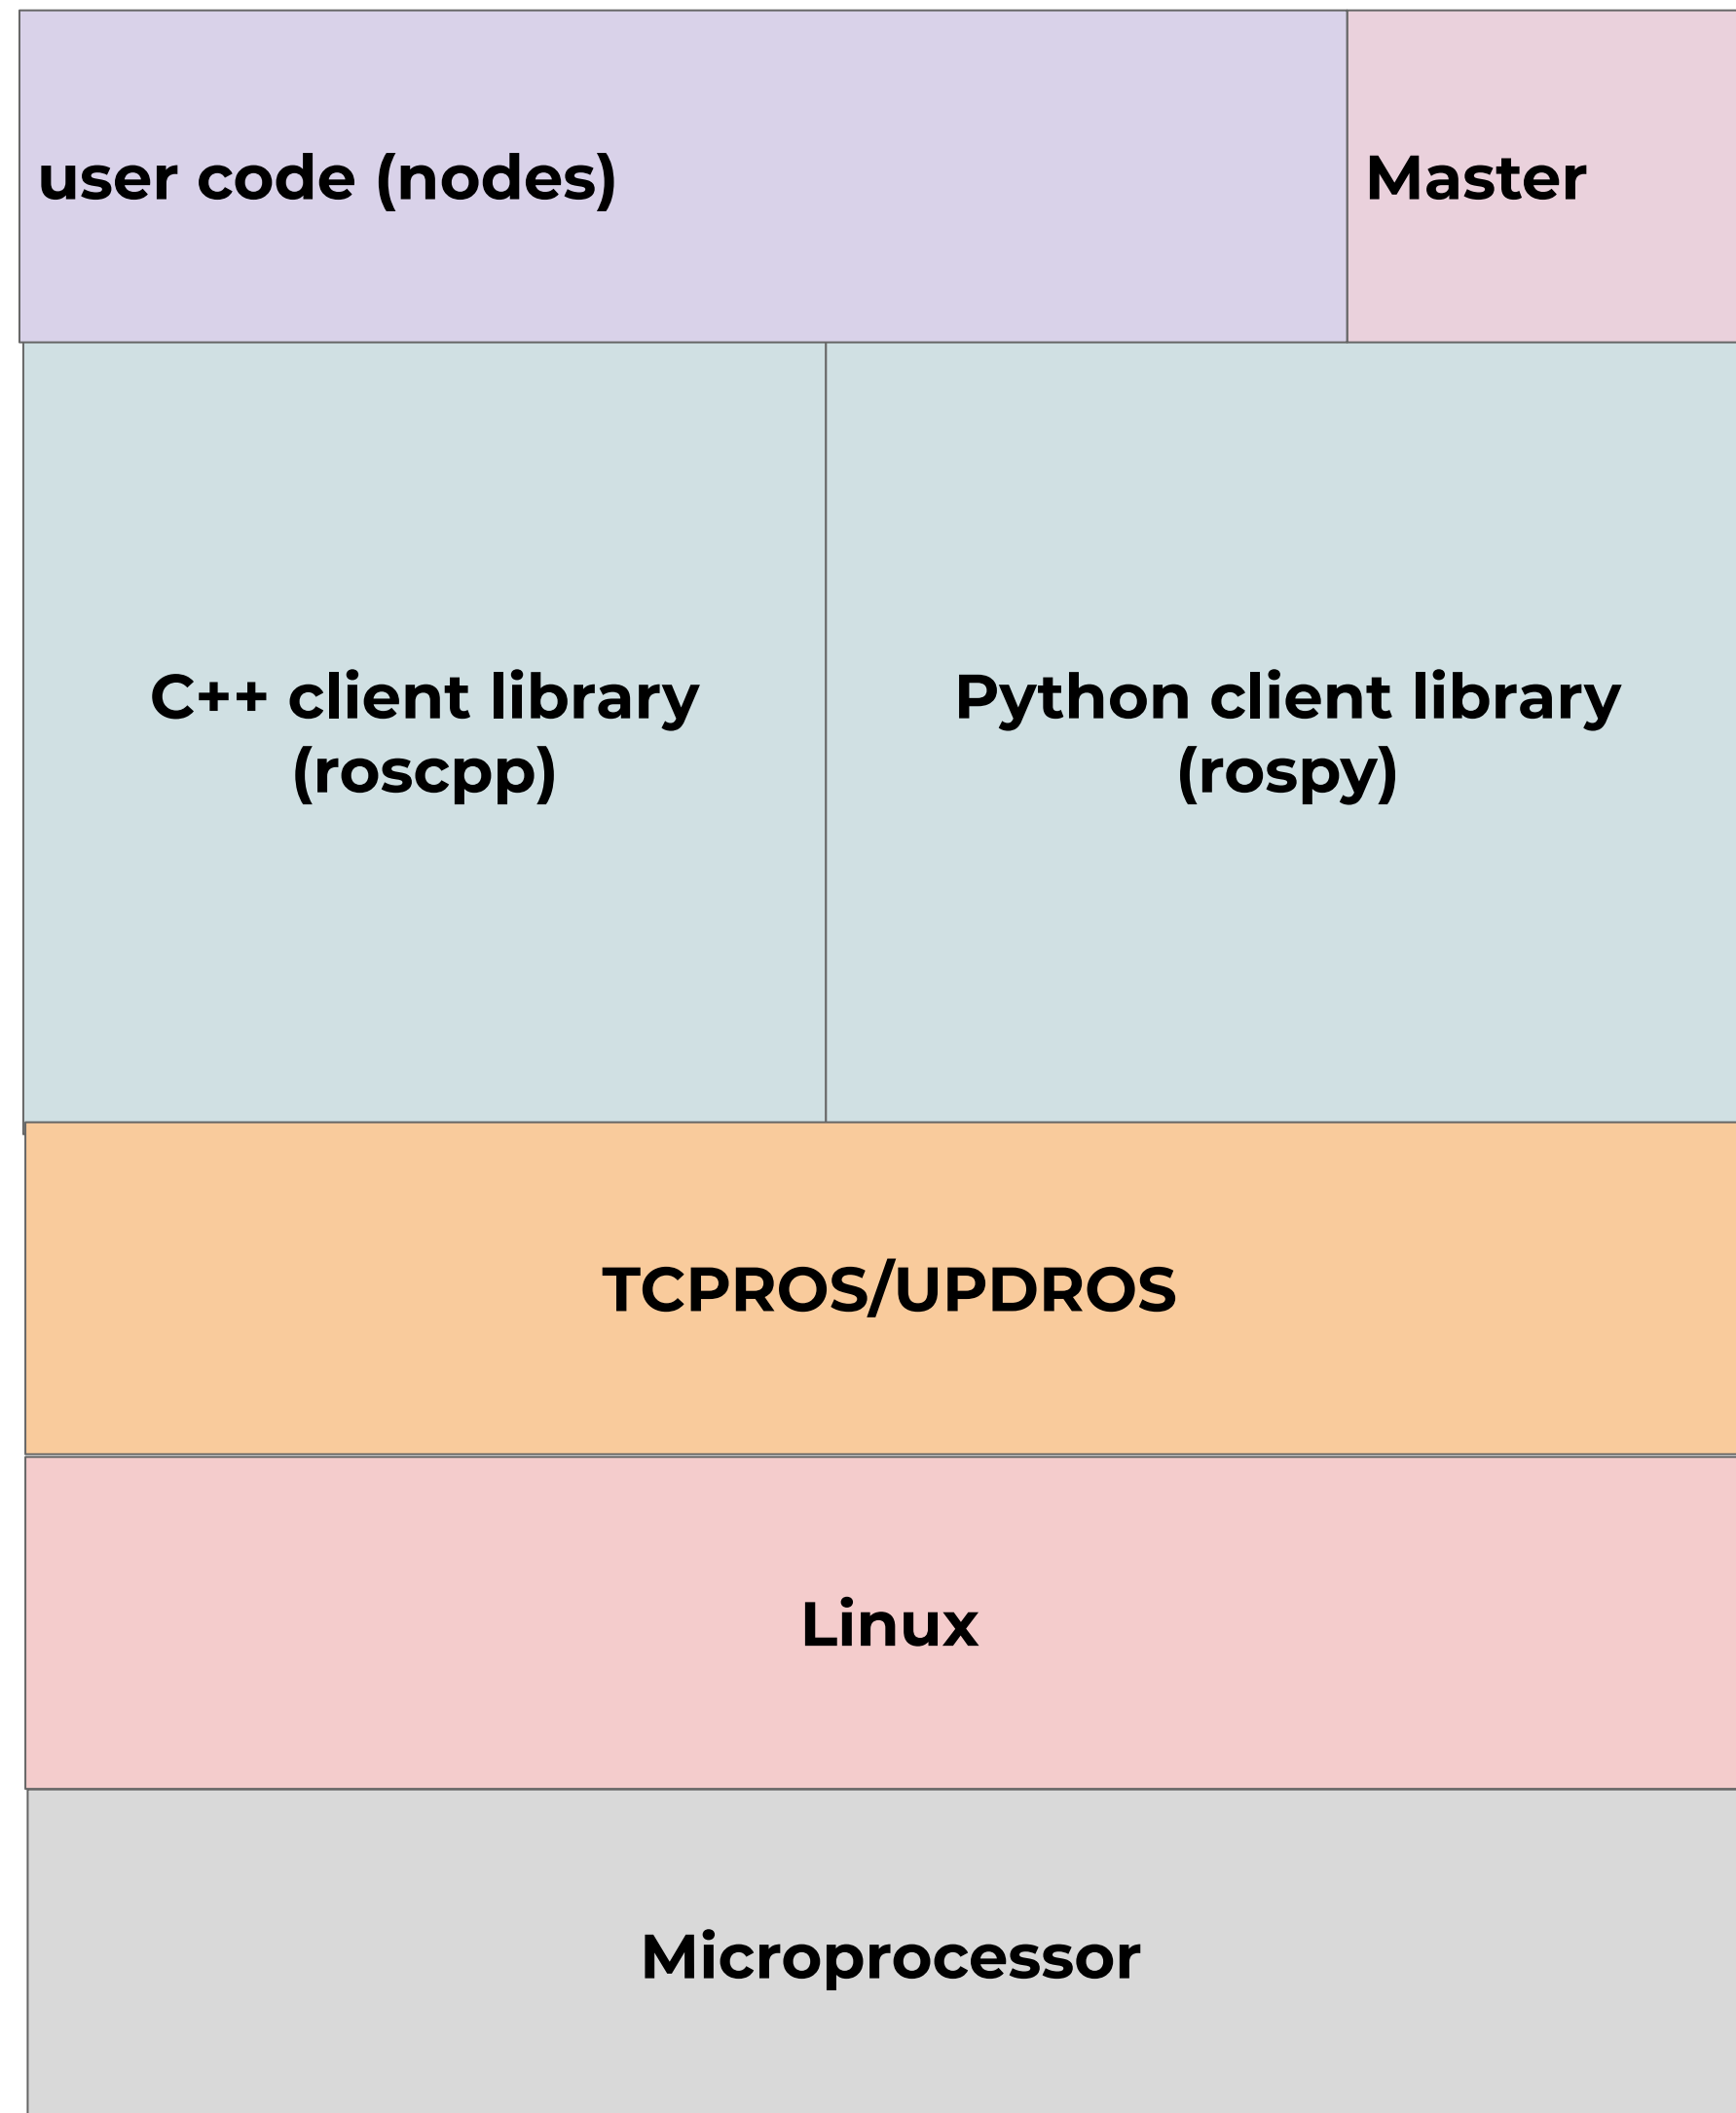 user code (nodes)
Master
C++ client library
(roscpp)
Python client library
(rospy)
TCPROS/UPDROS
Linux
Microprocessor